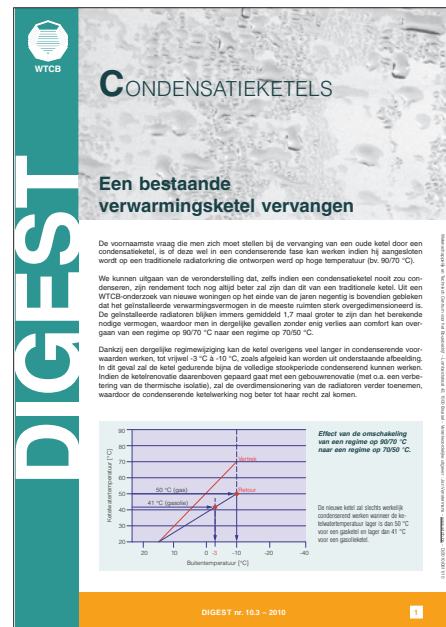 WTCB
DIGEST
CONDENSATIEKETELS
Een bestaande
verwarmingsketel vervangen
De voornaamste vraag die men zich moet stellen bij de vervanging van een oude ketel door een
condensatieketel, is of deze wel in een condenserende fase kan werken indien hij aangesloten
wordt op een traditionele radiatorkring die ontworpen werd op hoge temperatuur (bv. 90/70 °C).
We kunnen uitgaan van de veronderstelling dat, zelfs indien een condensatieketel nooit zou con-
denseren, zijn rendement toch nog altijd beter zal zijn dan dit van een traditionele ketel. Uit een
WTCB-onderzoek van nieuwe woningen op het einde van de jaren negentig is bovendien gebleken
dat het geïnstalleerde verwarmingsvermogen in de meeste ruimten sterk overgedimensioneerd is.
De geïnstalleerde radiatoren blijken immers gemiddeld 1,7 maal groter te zijn dan het berekende
nodige vermogen, waardoor men in dergelijke gevallen zonder enig verlies aan comfort kan over-
gaan van een regime op 90/70 °C naar een regime op 70/50 °C.
Dankzij een dergelijke regimewijziging kan de ketel overigens veel langer in condenserende voor-
waarden werken, tot vrijwel -3 °C à -10 °C, zoals afgeleid kan worden uit onderstaande afbeelding.
In dit geval zal de ketel gedurende bijna de volledige stookperiode condenserend kunnen werken.
Indien de ketelrenovatie daarenboven gepaard gaat met een gebouwrenovatie (met o.a. een verbe-
tering van de thermische isolatie), zal de overdimensionering van de radiatoren verder toenemen,
waardoor de condenserende ketelwerking nog beter tot haar recht zal komen.
Ketelwatertemperatuur [°C]
90
80
70
60
50
40
30
20
Vertrek
Retour
50 °C (gas)
41 °C (gasolie)
20 10 0 -3 -10 -20 -40
Buitentemperatuur [°C]
Effect van de omschakeling
van een regime op 90/70 °C
naar een regime op 70/50 °C.
De nieuwe ketel zal slechts werkelijk
condenserend werken wanneer de ke-
telwatertemperatuur lager is dan 50 °C
voor een gasketel en lager dan 41 °C
voor een gasolieketel.
DIGEST nr. 10.3 – 2010
1